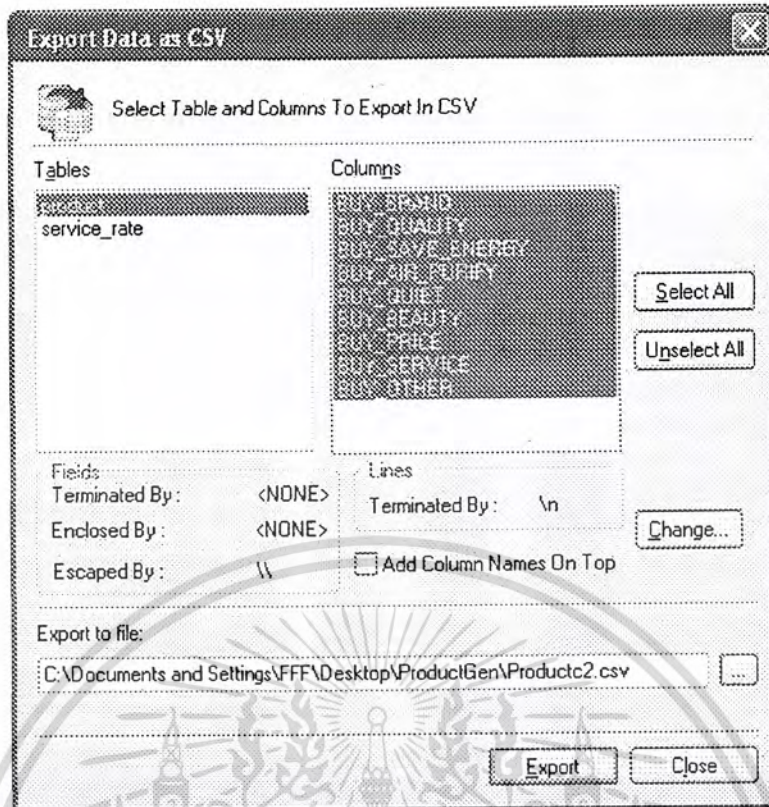 Export Data as CSV
Select Table and Columns To Export In CSV
Tables
product
service_rate
Columns
BUY_BRAND
BUY_QUALITY
BUY_SAVE_ENERGY
BUY_AIR_PURIFY
BUY_QUIET
BUY_BEAUTY
BUY_PRICE
BUY_SERVICE
BUY_OTHER
Select All
Unselect All
Fields
Terminated By : <NONE>
Enclosed By : <NONE>
Escaped By : \\
Lines
Terminated By : \n
Change...
Add Column Names On Top
Export to file:
C:\Documents and Settings\FFF\Desktop\ProductGen\Productc2.csv
...
Export
Close